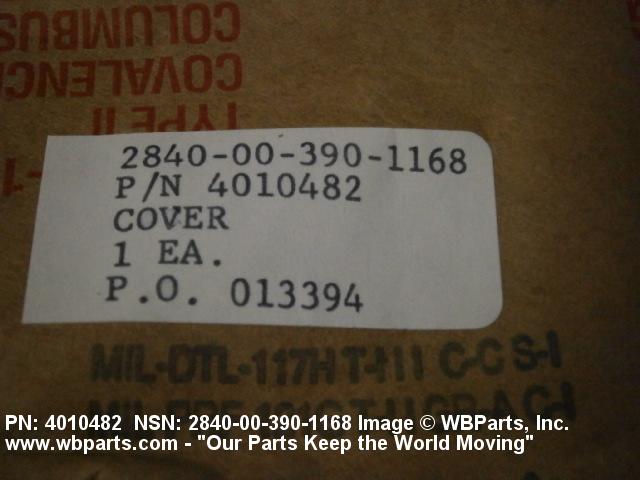 COLUMBUS
COVALENC
TYPE II
2840-00-390-1168
P/N 4010482
COVER
1 EA.
P.O. 013394
MIL-DTL-117H C-C S-I
PN: 4010482 NSN: 2840-00-390-1168 Image © WBParts, Inc.
www.wbparts.com - "Our Parts Keep the World Moving"